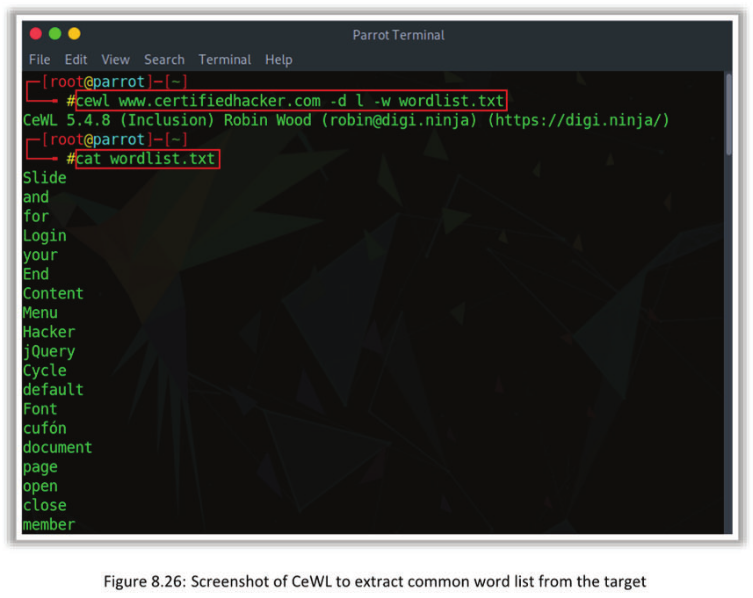 Parrot Terminal
File Edit View Search Terminal Help
┌─[root@parrot]─[~]
└──╼ #cewl www.certifiedhacker.com -d l -w wordlist.txt
CeWL 5.4.8 (Inclusion) Robin Wood (robin@digi.ninja) (https://digi.ninja/)
┌─[root@parrot]─[~]
└──╼ #cat wordlist.txt
Slide
and
for
Login
your
End
Content
Menu
Hacker
jQuery
Cycle
default
Font
cufón
document
page
open
close
member
Figure 8.26: Screenshot of CeWL to extract common word list from the target